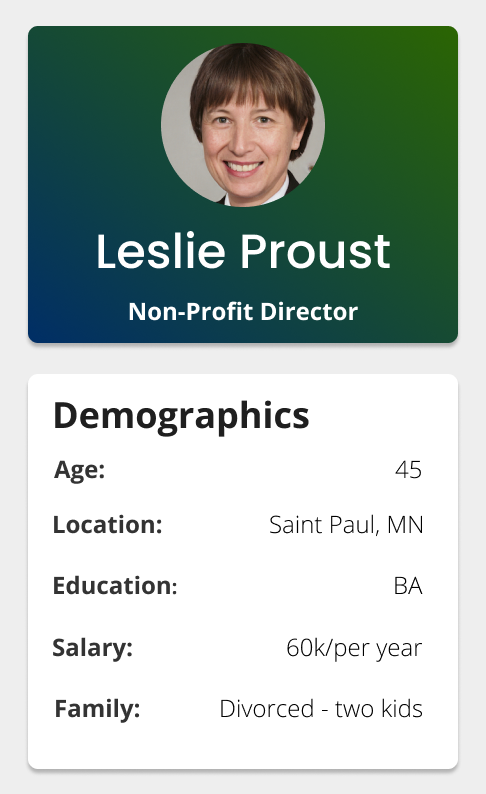 Leslie Proust
Non-Profit Director
Demographics
Age: 45
Location: Saint Paul, MN
Education: BA
Salary: 60k/per year
Family: Divorced - two kids